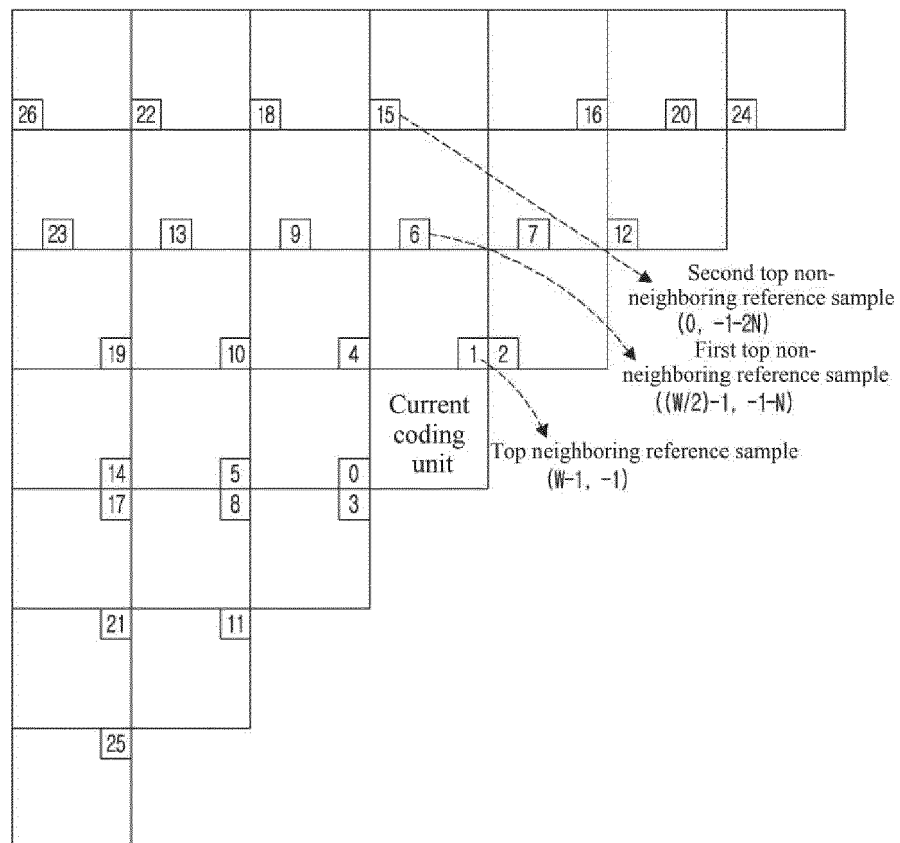 26 22 18 15 16 20 24
23 13 9 6 7 12
Second top non-
neighboring reference sample
(0, -1-2N)
19 10 4 1 2
First top non-
neighboring reference sample
((W/2)-1, -1-N)
Current
coding
unit
Top neighboring reference sample
(W-1, -1)
14 5 0
17 8 3
21 11
25